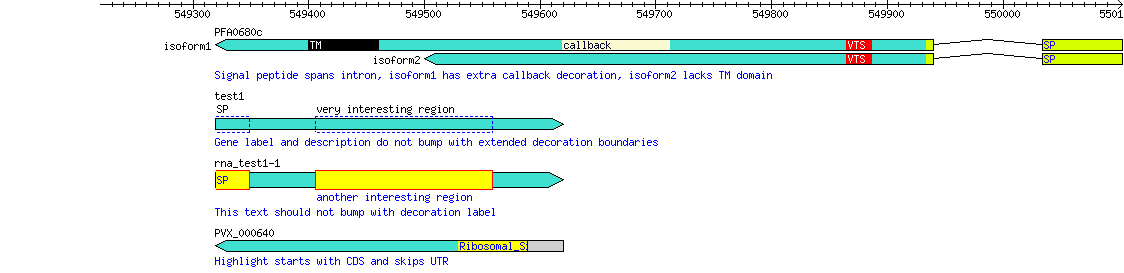 549300 549400 549500 549600 549700 549800 549900 550000 5501
PFA0680c
isoform1 TM callback VTS SP
isoform2 VTS SP
Signal peptide spans intron, isoform1 has extra callback decoration, isoform2 lacks TM domain
test1
SP very interesting region
Gene label and description do not bump with extended decoration boundaries
rna_test1-1
SP
another interesting region
This text should not bump with decoration label
PVX_000640
Ribosomal_S
Highlight starts with CDS and skips UTR